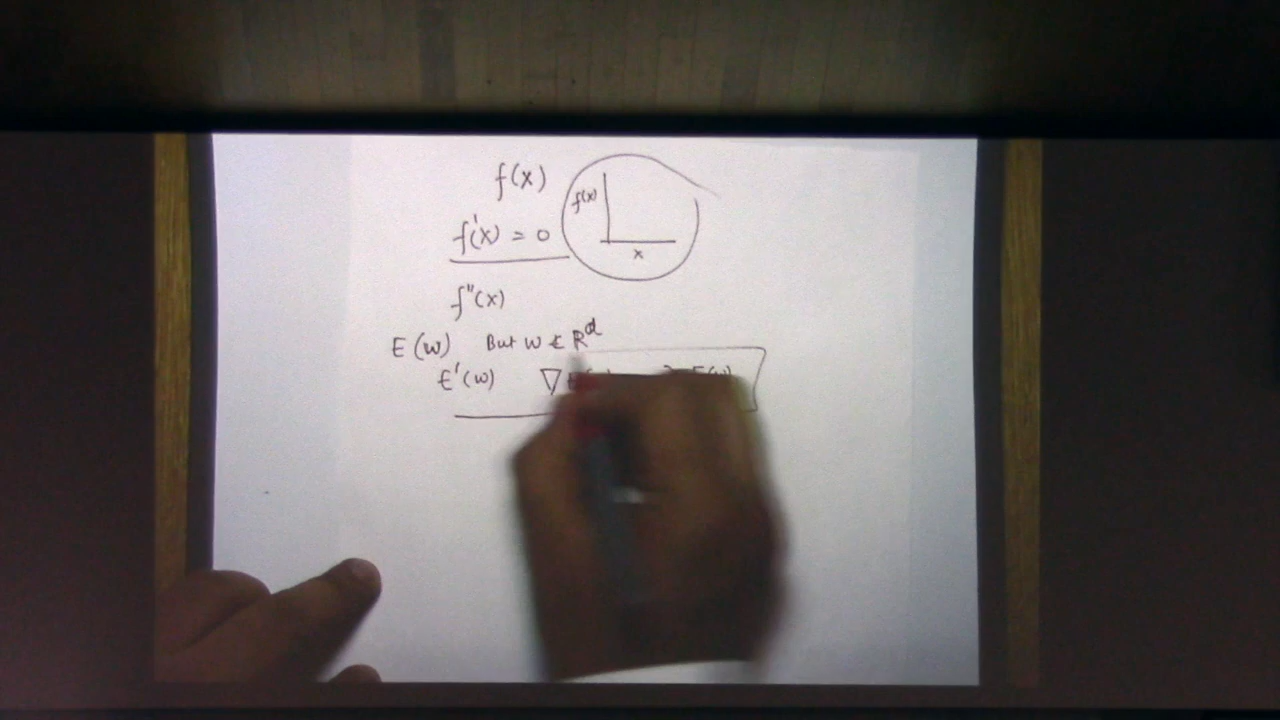 f(x)
f(x)
x
f'(x) = 0
f''(x)
E(w) But w ∈ R^d
E'(w) ∇ E(w)